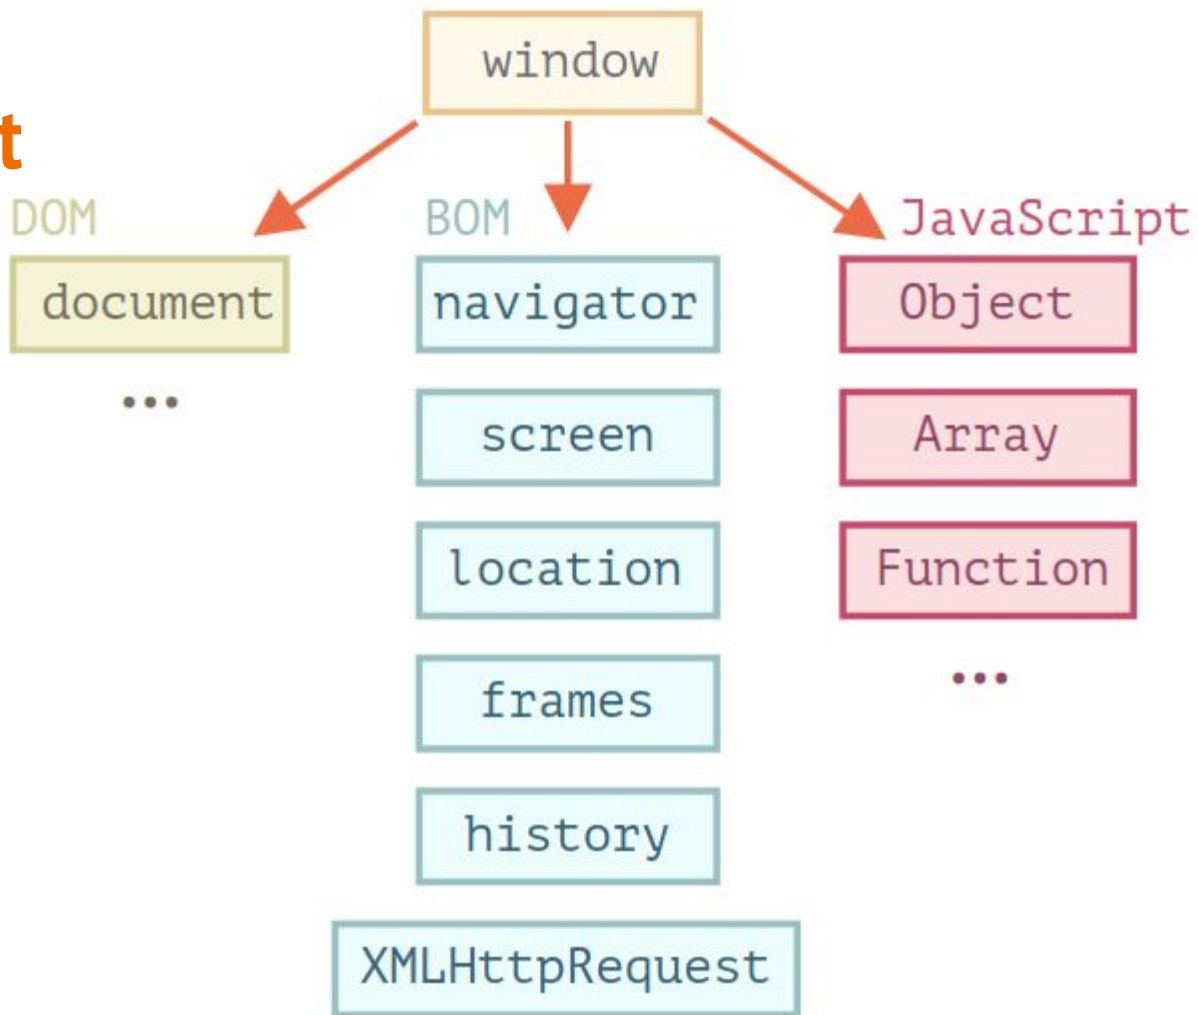 window
t
DOM
document
...
BOM
navigator
screen
location
frames
history
XMLHttpRequest
JavaScript
Object
Array
Function
...